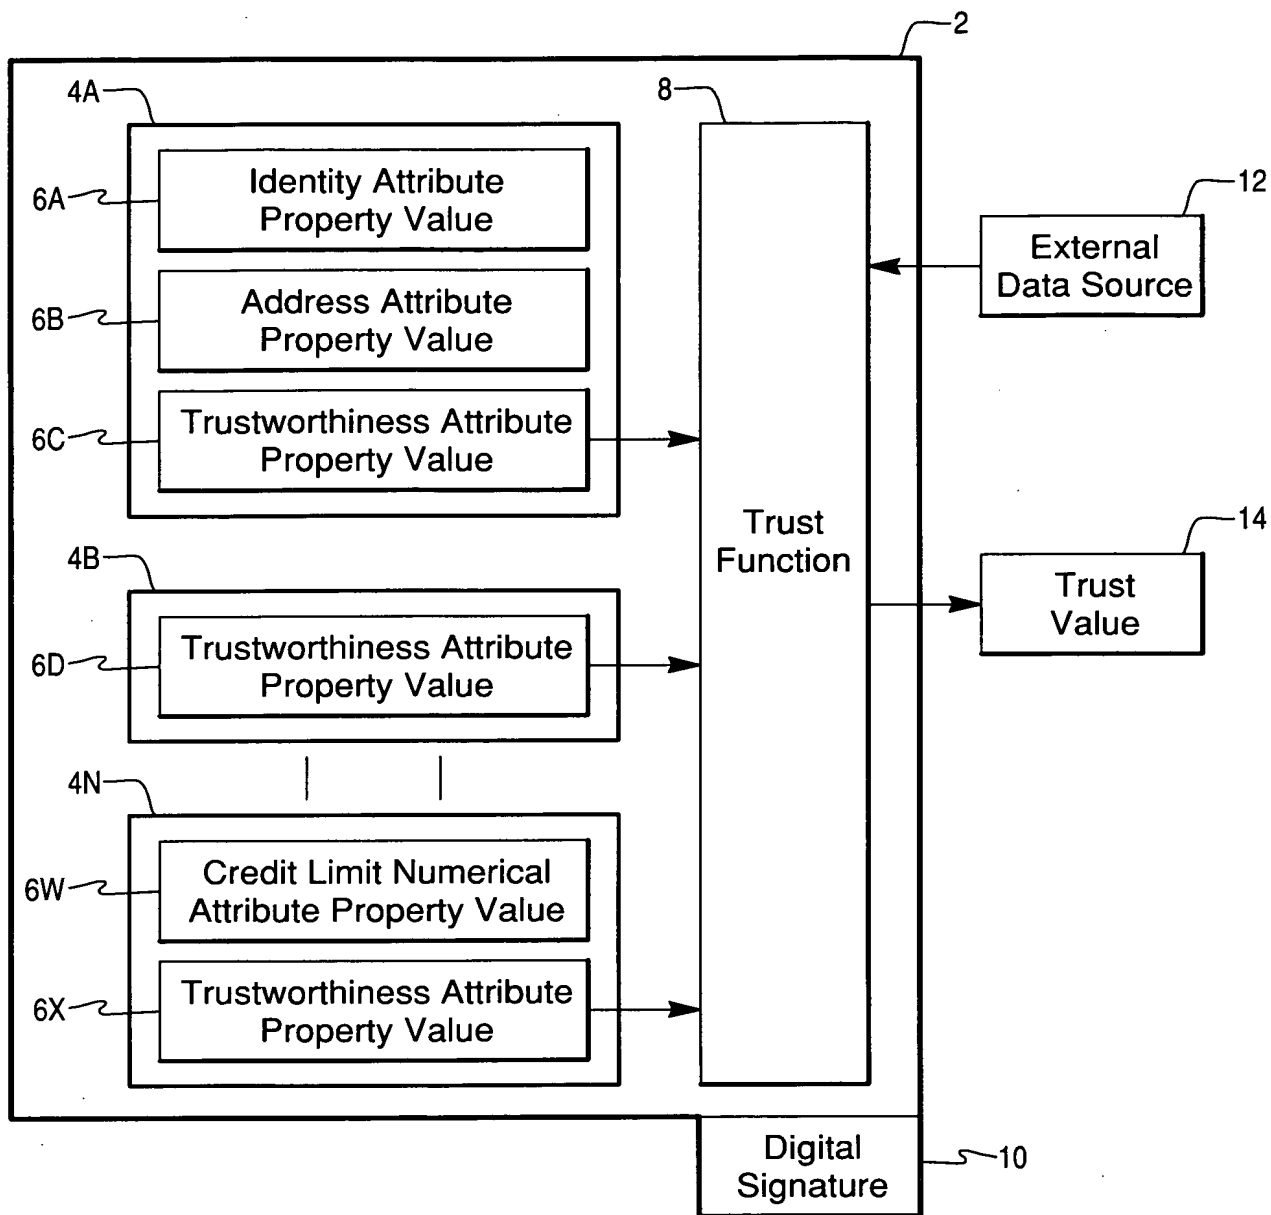 2
4A
8
6A
Identity Attribute
Property Value
12
External
Data Source
6B
Address Attribute
Property Value
6C
Trustworthiness Attribute
Property Value
Trust
Function
14
Trust
Value
4B
6D
Trustworthiness Attribute
Property Value
4N
6W
Credit Limit Numerical
Attribute Property Value
6X
Trustworthiness Attribute
Property Value
Digital
Signature
10